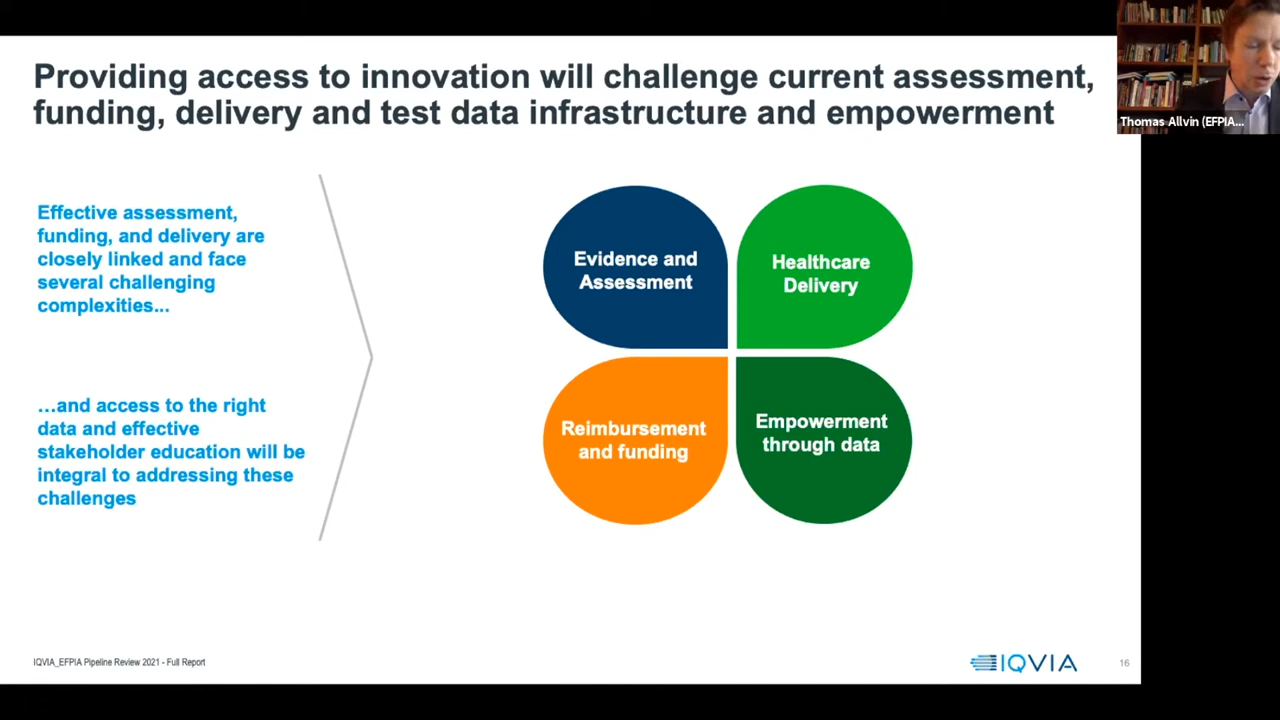 Providing access to innovation will challenge current assessment,
funding, delivery and test data infrastructure and empowerment
Thomas Allvin (EFPIA...
Effective assessment,
funding, and delivery are
closely linked and face
several challenging
complexities...
…and access to the right
data and effective
stakeholder education will be
integral to addressing these
challenges
Evidence and
Assessment
Healthcare
Delivery
Reimbursement
and funding
Empowerment
through data
IQVIA_EFPIA Pipeline Review 2021 - Full Report
IQVIA
16